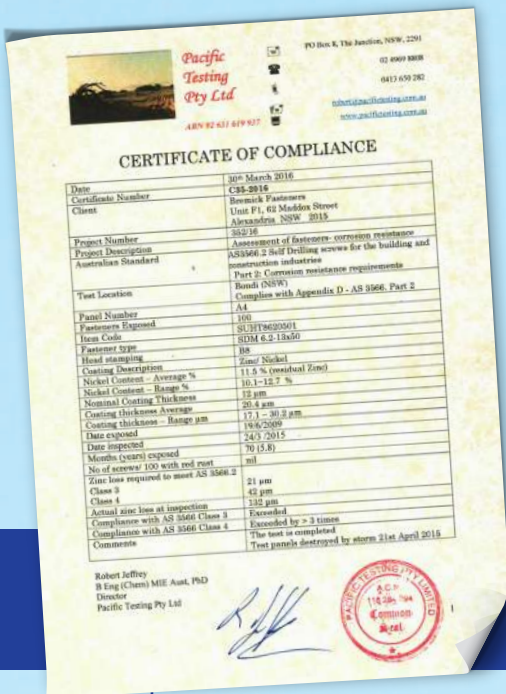 Pacific
Testing
Pty Ltd
ABN 92 631 619 937
PO Box 8, The Junction, NSW, 2291
02 4969 8808
0413 650 282
robert@pacifictesting.com.au
www.pacifictesting.com.au
CERTIFICATE OF COMPLIANCE
Date 30th March 2016
Certificate Number C35-2016
Client Bremick Fasteners
Unit F1, 62 Maddox Street
Alexandria NSW 2015
Project Number 352/16
Project Description Assessment of fasteners- corrosion resistance
Australian Standard AS3566.2 Self Drilling screws for the building and
construction industries
Part 2: Corrosion resistance requirements
Test Location Bondi (NSW)
Complies with Appendix D - AS 3566. Part 2
Panel Number A4
Fasteners Exposed 100
Item Code SUHT8620501
Fastener type SDM 6.2-13x50
Head stamping B8
Coating Description Zinc/ Nickel
Nickel Content – Average % 11.5 % (residual Zinc)
Nickel Content – Range % 10.1–12.7 %
Nominal Coating Thickness 12 µm
Coating thickness Average 20.4 µm
Coating thickness – Range µm 17.1 – 30.2 µm
Date exposed 19/6/2009
Date inspected 24/3 /2015
Months (years) exposed 70 (5.8)
No of screws/ 100 with red rust nil
Zinc loss required to meet AS 3566.2
Class 3 21 µm
Class 4 42 µm
Actual zinc loss at inspection 132 µm
Compliance with AS 3566 Class 3 Exceeded
Compliance with AS 3566 Class 4 Exceeded by > 3 times
Comments The test is completed
Test panels destroyed by storm 21st April 2015
Robert Jeffrey
B Eng (Chem) MIE Aust, PhD
Director
Pacific Testing Pty Ltd
PACIFIC TESTING PTY LIMITED
A.C.N.
Common
Seal
1